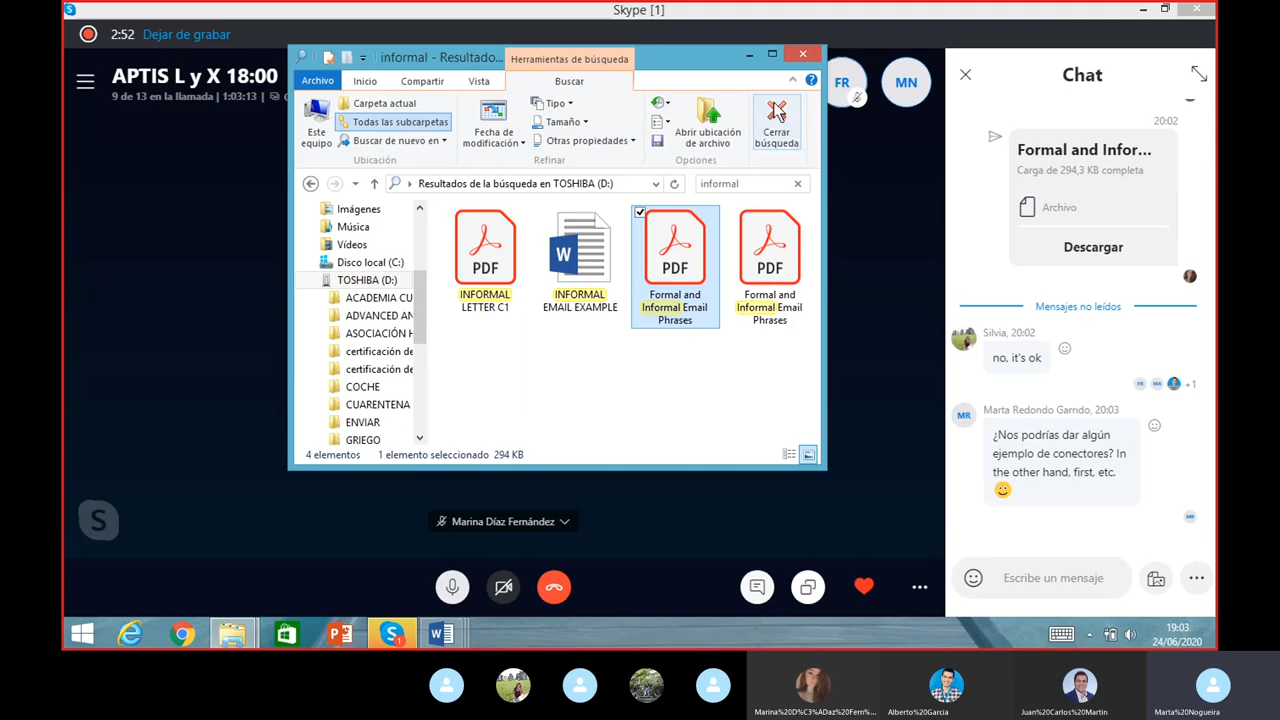 Skype [1]
2:52 Dejar de grabar
APTIS L y X 18:00
9 de 13 en la llamada | 1:03:13 |
informal - Resultado...
Herramientas de búsqueda
Archivo Inicio Compartir Vista Buscar
Este equipo
Carpeta actual
Todas las subcarpetas
Buscar de nuevo en
Ubicación
Fecha de modificación
Tipo
Tamaño
Otras propiedades
Refinar
Abrir ubicación de archivo
Opciones
Cerrar búsqueda
Resultados de la búsqueda en TOSHIBA (D:)
informal
Imágenes
Música
Vídeos
Disco local (C:)
TOSHIBA (D:)
ACADEMIA CU
ADVANCED AN
ASOCIACIÓN H
certificación de
certificación de
COCHE
CUARENTENA
ENVIAR
GRIEGO
PDF
INFORMAL
LETTER C1
W
INFORMAL
EMAIL EXAMPLE
PDF
Formal and
Informal Email
Phrases
PDF
Formal and
Informal Email
Phrases
4 elementos 1 elemento seleccionado 294 KB
FR
MN
Marina Díaz Fernández
Chat
20:02
Formal and Infor...
Carga de 294,3 KB completa
Archivo
Descargar
Mensajes no leídos
Silvia, 20:02
no, it's ok
FR MA +1
MR
Marta Redondo Garrido, 20:03
¿Nos podrías dar algún
ejemplo de conectores? In
the other hand, first, etc.
MR
Escribe un mensaje
19:03
24/06/2020
Marina%20D%C3%ADaz%20Fern%...
Alberto%20Garcia
Juan%20Carlos%20Martin
Marta%20Nogueira